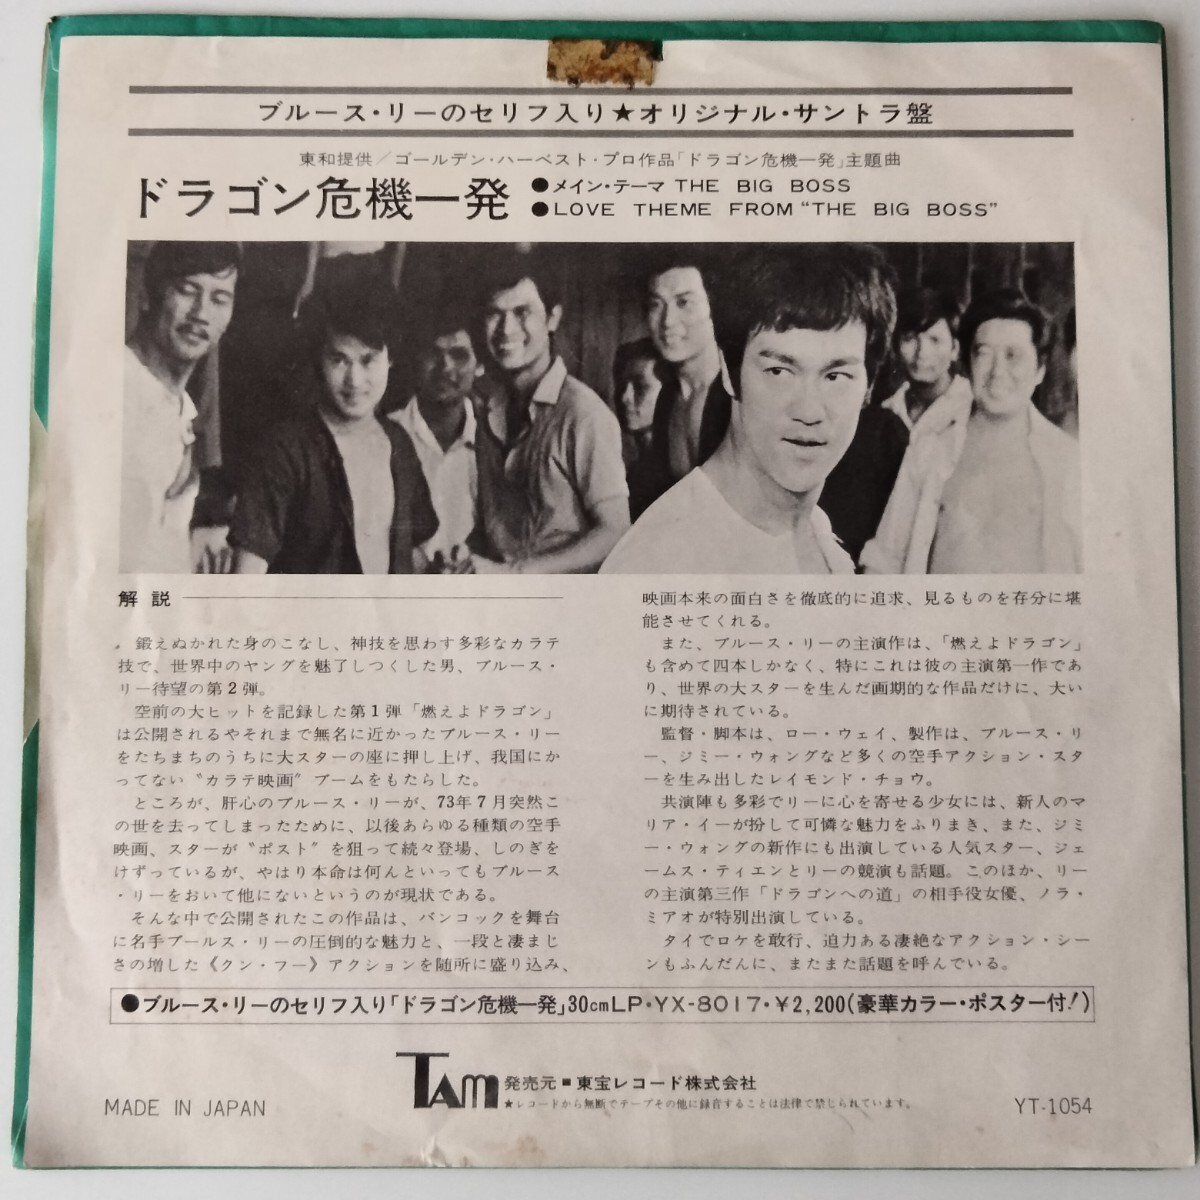 ブルース・リーのセリフ入り★オリジナル・サントラ盤
東和提供/ゴールデン・ハーベスト・プロ作品「ドラゴン危機一発」主題曲
ドラゴン危機一発
●メイン・テーマ THE BIG BOSS
●LOVE THEME FROM “THE BIG BOSS”
解説
鍛えぬかれた身のこなし、神技を思わす多彩なカラテ
技で、世界中のヤングを魅了しつくした男、ブルース・
リー待望の第2弾。
空前の大ヒットを記録した第1弾「燃えよドラゴン」
は公開されるやそれまで無名に近かったブルース・リー
をたちまちのうちに大スターの座に押し上げ、我国にか
ってない〝カラテ映画〟ブームをもたらした。
ところが、肝心のブルース・リーが、73年7月突然こ
の世を去ってしまったために、以後あらゆる種類の空手
映画、スターが〝ポスト〟を狙って続々登場、しのぎを
けずっているが、やはり本命は何んといってもブルース
・リーをおいて他にないというのが現状である。
そんな中で公開されたこの作品は、バンコックを舞台
に名手ブールス・リーの圧倒的な魅力と、一段と凄まじ
さの増した《クン・フー》アクションを随所に盛り込み、
映画本来の面白さを徹底的に追求、見るものを存分に堪
能させてくれる。
また、ブルース・リーの主演作は、「燃えよドラゴン」
も含めて四本しかなく、特にこれは彼の主演第一作であ
り、世界の大スターを生んだ画期的な作品だけに、大い
に期待されている。
監督・脚本は、ロー・ウェイ、製作は、ブルース・リ
ー、ジミー・ウォングなど多くの空手アクション・スタ
ーを生み出したレイモンド・チョウ。
共演陣も多彩でリーに心を寄せる少女には、新人のマ
リア・イーが扮して可憐な魅力をふりまき、また、ジミ
ー・ウォングの新作にも出演している人気スター、ジェ
ームス・ティエンとリーの競演も話題。このほか、リー
の主演第三作「ドラゴンへの道」の相手役女優、ノラ・
ミアオが特別出演している。
タイでロケを敢行、迫力ある凄絶なアクション・シー
ンもふんだんに、またまた話題を呼んでいる。
●ブルース・リーのセリフ入り「ドラゴン危機一発」30cmLP・YX-8017・¥2,200(豪華カラー・ポスター付!)
TAM 発売元■東宝レコード株式会社
★レコードから無断でテープその他に録音することは法律で禁じられています。
MADE IN JAPAN
YT-1054